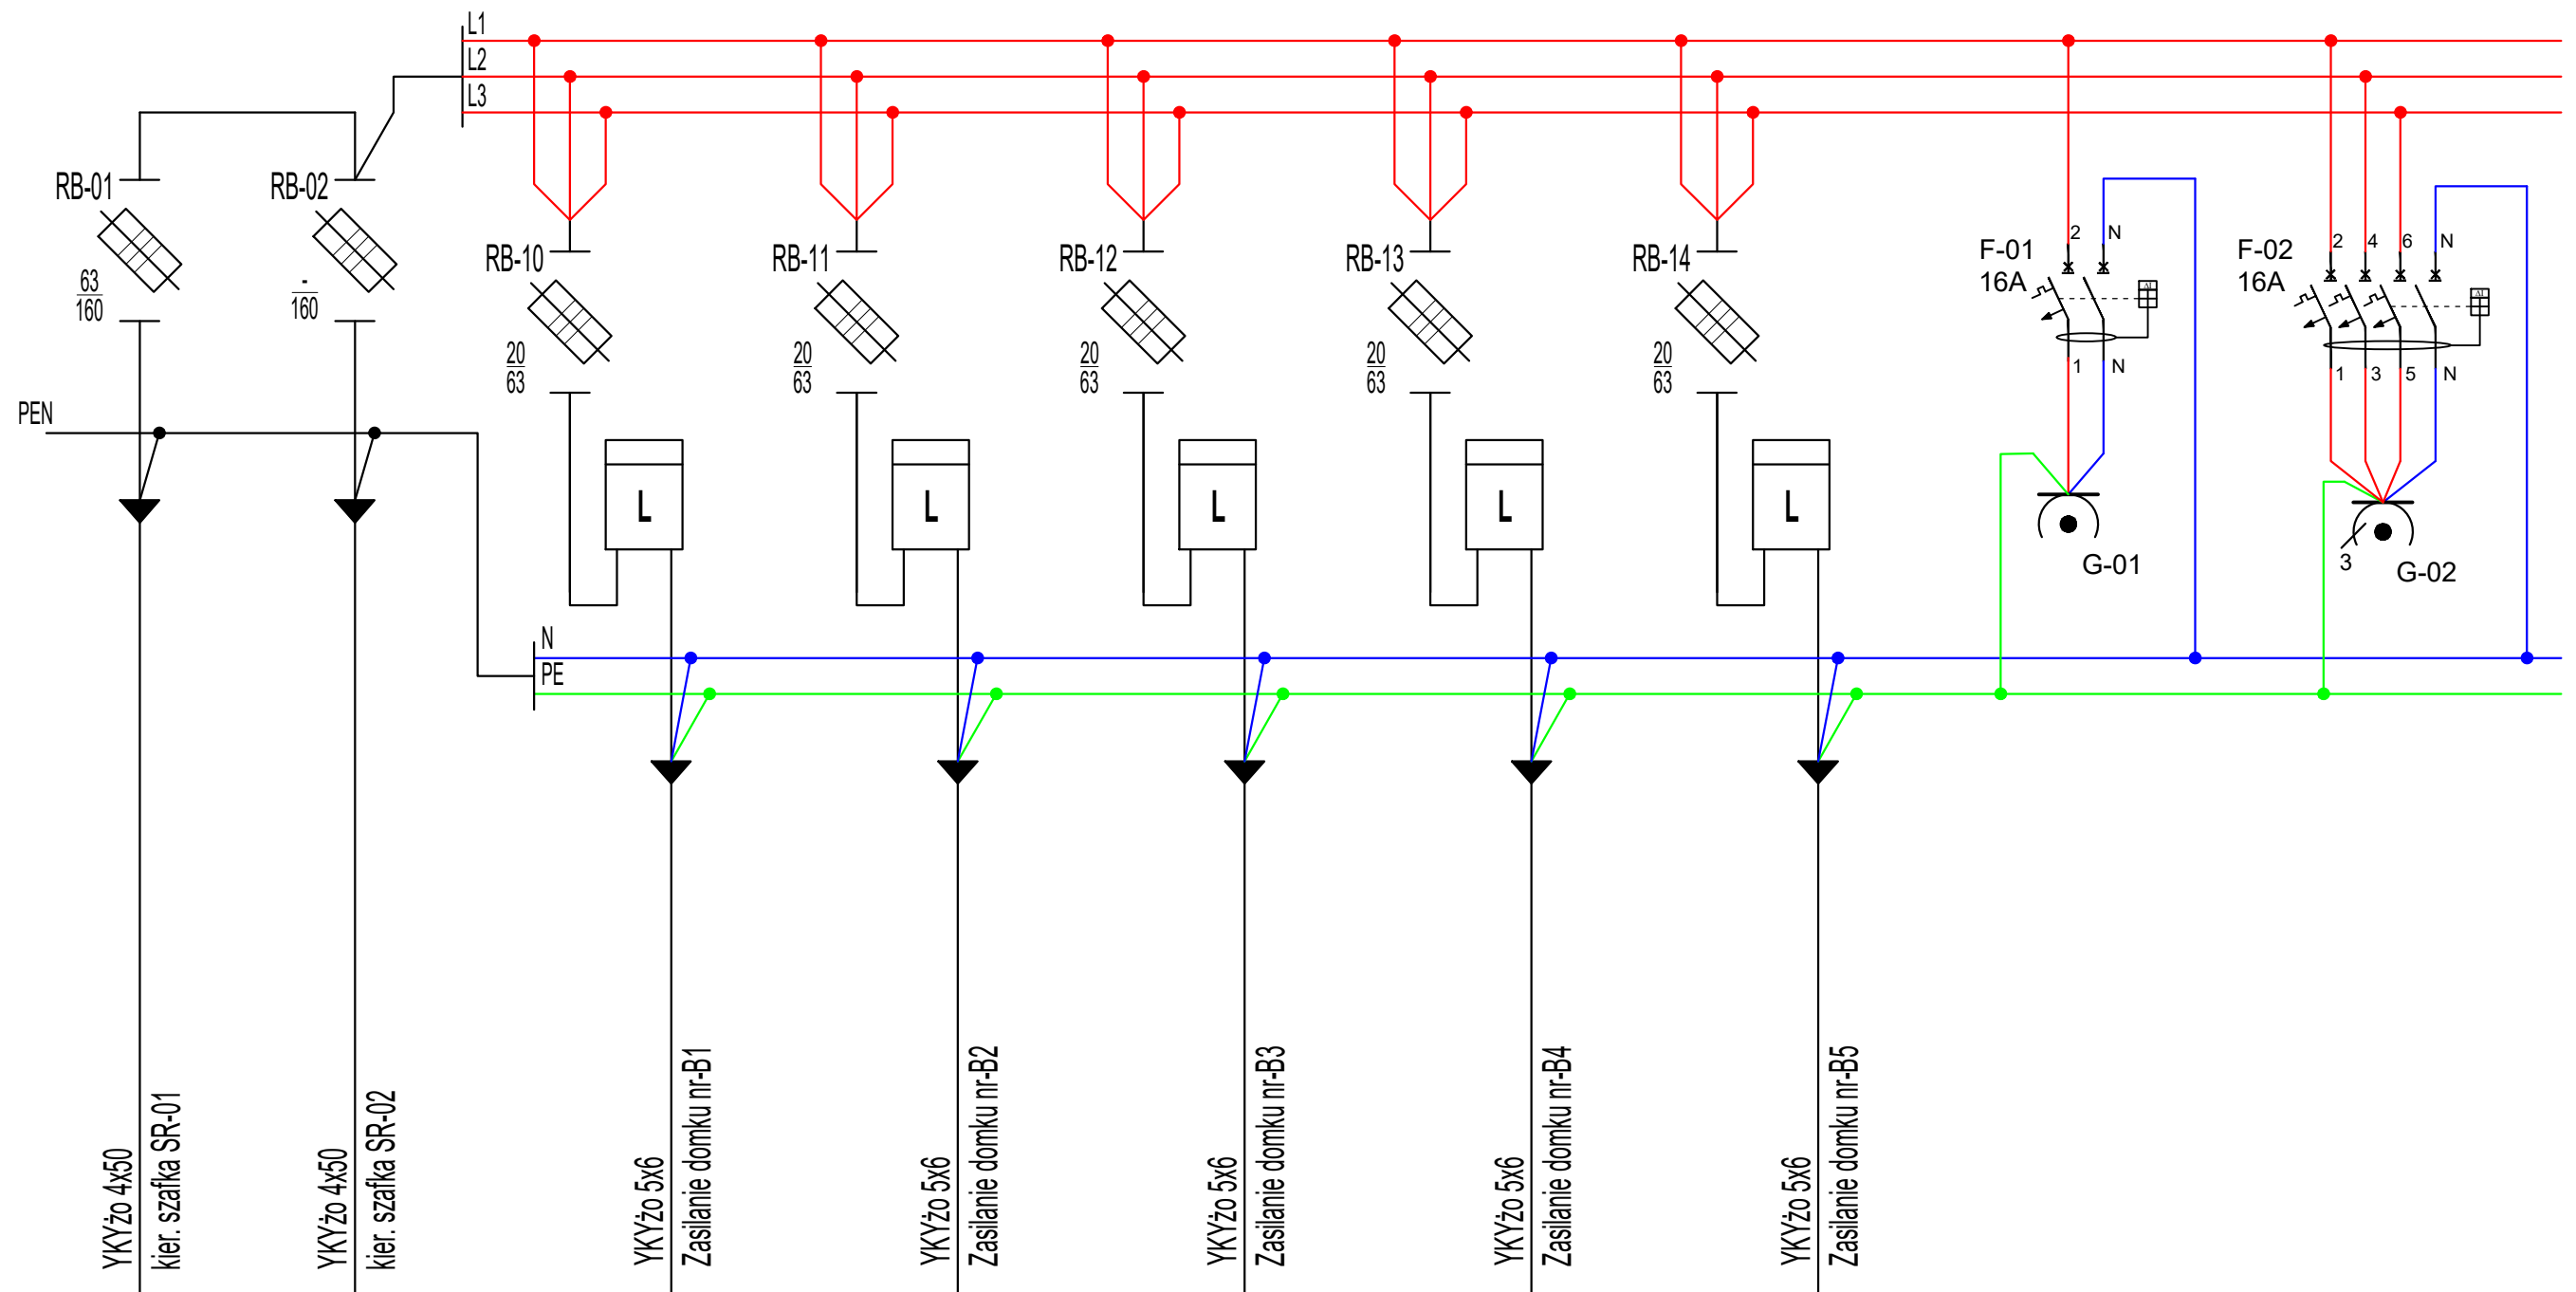 L1
L2
L3
RB-01
63
160
RB-02
-
160
RB-10
20
63
RB-11
20
63
RB-12
20
63
RB-13
20
63
RB-14
20
63
F-01
16A
2
N
1
N
F-02
16A
2
4
6
N
1
3
5
N
PEN
L
L
L
L
L
G-01
3
G-02
N
PE
YKYżo 4x50
kier. szafka SR-01
YKYżo 4x50
kier. szafka SR-02
YKYżo 5x6
Zasilanie domku nr-B1
YKYżo 5x6
Zasilanie domku nr-B2
YKYżo 5x6
Zasilanie domku nr-B3
YKYżo 5x6
Zasilanie domku nr-B4
YKYżo 5x6
Zasilanie domku nr-B5